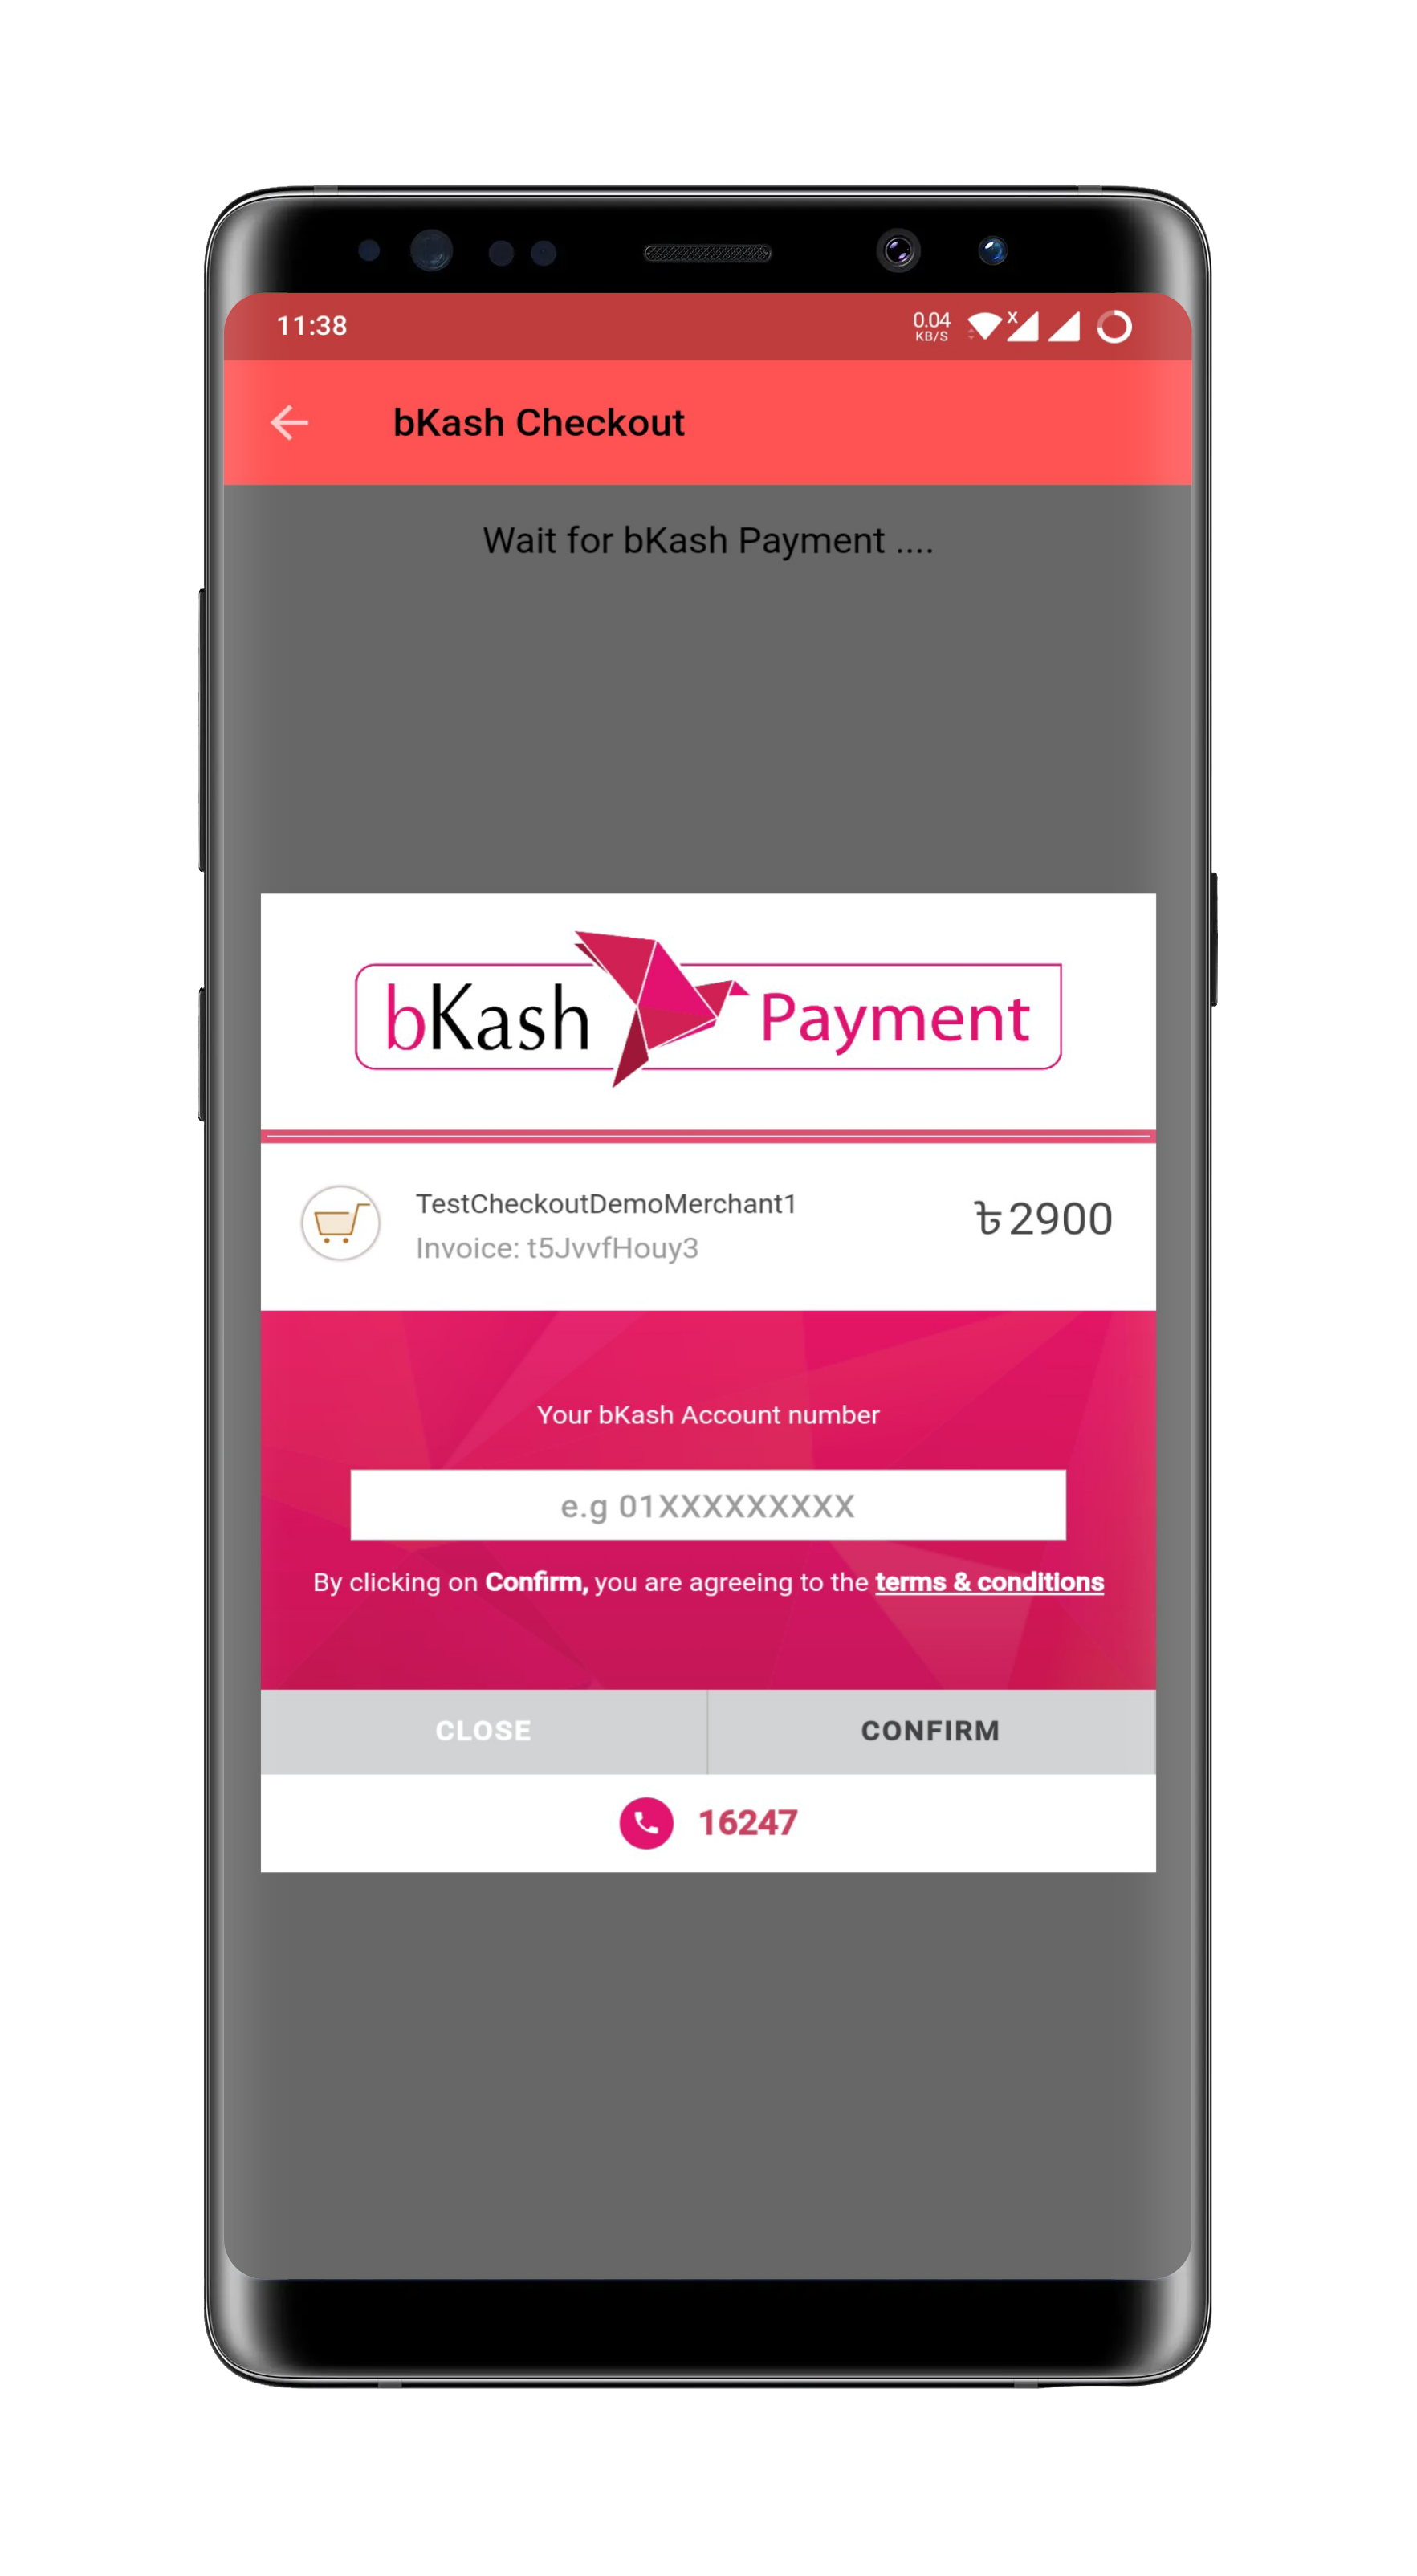 11:38
0.04
KB/S
bKash Checkout
Wait for bKash Payment ....
bKash Payment
TestCheckoutDemoMerchant1
Invoice: t5JvvfHouy3
৳2900
Your bKash Account number
e.g 01XXXXXXXXX
By clicking on Confirm, you are agreeing to the terms & conditions
CLOSE
CONFIRM
16247